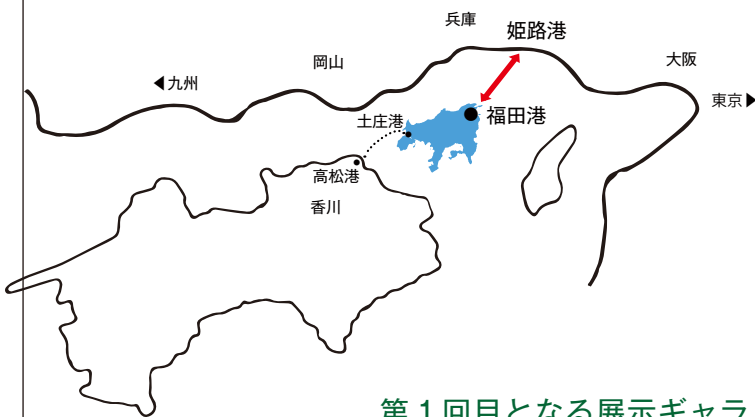 兵庫
姫路港
岡山
大阪
◀九州
東京▶
福田港
土庄港
高松港
香川
第1回目となる展示ギャラ